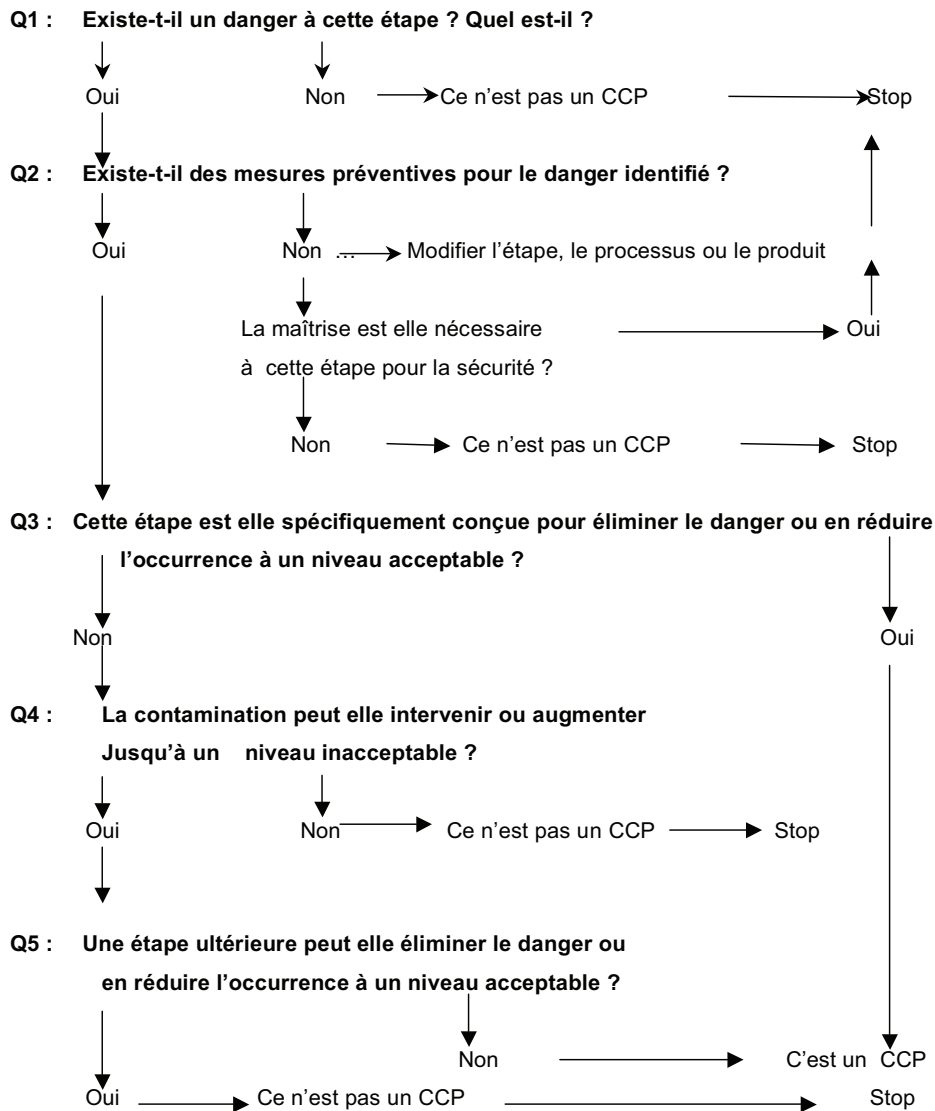 Q1 : Existe-t-il un danger à cette étape ? Quel est-il ?
Oui Non Ce n'est pas un CCP Stop
Q2 : Existe-t-il des mesures préventives pour le danger identifié ?
Oui Non … Modifier l'étape, le processus ou le produit
La maîtrise est elle nécessaire Oui
à cette étape pour la sécurité ?
Non Ce n'est pas un CCP Stop
Q3 : Cette étape est elle spécifiquement conçue pour éliminer le danger ou en réduire
l'occurrence à un niveau acceptable ?
Non Oui
Q4 : La contamination peut elle intervenir ou augmenter
Jusqu'à un niveau inacceptable ?
Oui Non Ce n'est pas un CCP Stop
Q5 : Une étape ultérieure peut elle éliminer le danger ou
en réduire l'occurrence à un niveau acceptable ?
Non C'est un CCP
Oui Ce n'est pas un CCP Stop